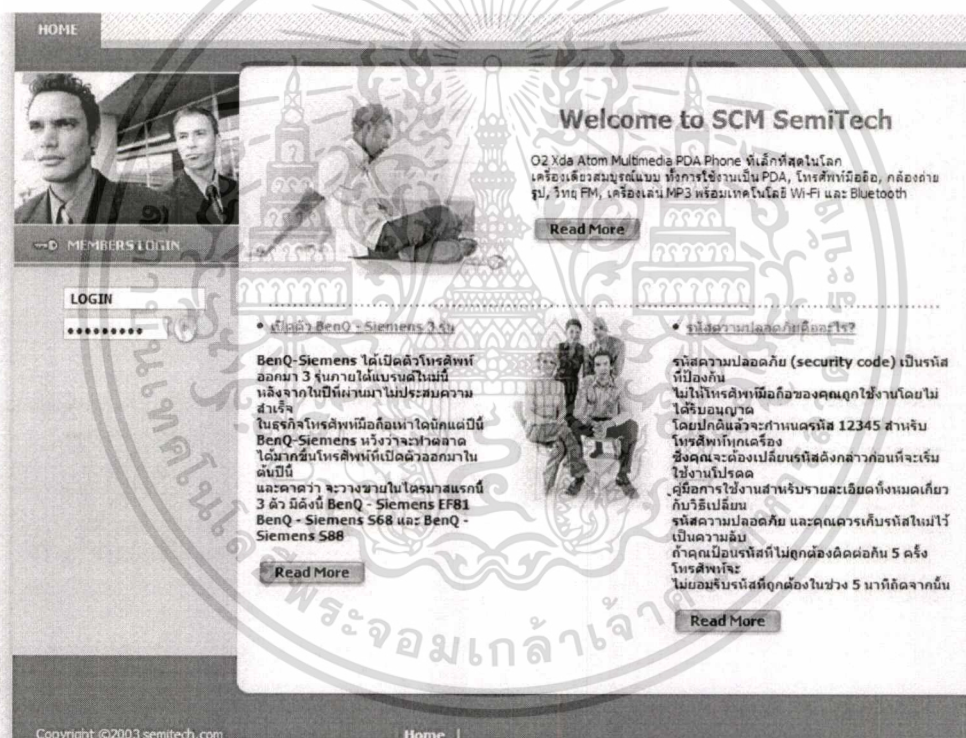 HOME
MEMBERS LOGIN
LOGIN
Welcome to SCM SemiTech
O2 Xda Atom Multimedia PDA Phone ที่เล็กที่สุดในโลก
เครื่องเดียวสมบูรณ์แบบ ทั้งการใช้งานเป็น PDA, โทรศัพท์มือถือ, กล้องถ่าย
รูป, วิทยุ FM, เครื่องเล่น MP3 พร้อมเทคโนโลยี Wi-Fi และ Bluetooth
Read More
• เปิดตัว BenQ - Siemens 3 รุ่น
BenQ-Siemens ได้เปิดตัวโทรศัพท์
ออกมา 3 รุ่นภายใต้แบรนด์ใหม่นี้
หลังจากในปีที่ผ่านมาไม่ประสบความ
สำเร็จ
ในธุรกิจโทรศัพท์มือถือเท่าใดนักแต่ปีนี้
BenQ-Siemens หวังว่าจะทำตลาด
ได้มากขึ้นโทรศัพท์ที่เปิดตัวออกมาใน
ต้นปีนี้
และคาดว่า จะวางขายในไตรมาสแรกนี้
3 ตัว มีดังนี้ BenQ - Siemens EF81
BenQ - Siemens S68 และ BenQ -
Siemens S88
Read More
• รหัสความปลอดภัยคืออะไร?
รหัสความปลอดภัย (security code) เป็นรหัส
ที่ป้องกัน
ไม่ให้โทรศัพท์มือถือของคุณถูกใช้งานโดยไม่
ได้รับอนุญาต
โดยปกติแล้วจะกำหนดรหัส 12345 สำหรับ
โทรศัพท์ทุกเครื่อง
ซึ่งคุณจะต้องเปลี่ยนรหัสดังกล่าวก่อนที่จะเริ่ม
ใช้งานโปรดดู
คู่มือการใช้งานสำหรับรายละเอียดทั้งหมดเกี่ยว
กับวิธีเปลี่ยน
รหัสความปลอดภัย และคุณควรเก็บรหัสใหม่ไว้
เป็นความลับ
ถ้าคุณป้อนรหัสที่ไม่ถูกต้องติดต่อกัน 5 ครั้ง
โทรศัพท์จะ
ไม่ยอมรับรหัสที่ถูกต้องในช่วง 5 นาทีถัดจากนั้น
Read More
พระจอมเกล้าเจ้า
Copyright ©2003 semitech.com
Home |